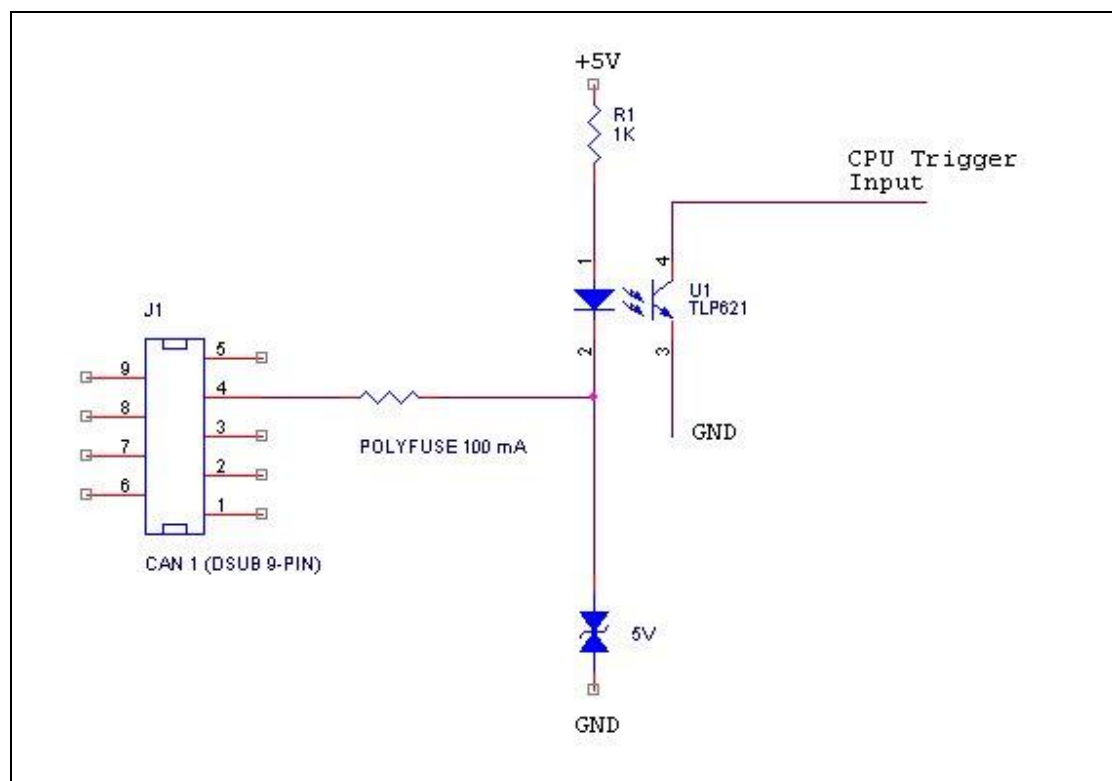 +5V
R1
1K
CPU Trigger
Input
1
4
U1
TLP621
J1
2
3
5
9
4
8
3
GND
7
POLYFUSE 100 mA
2
6
1
CAN 1 (DSUB 9-PIN)
5V
GND